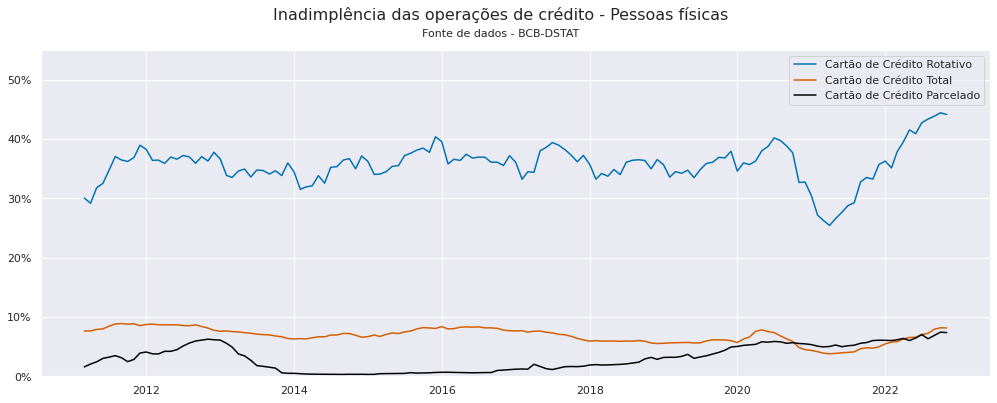 Inadimplência das operações de crédito - Pessoas físicas
Fonte de dados - BCB-DSTAT
Cartão de Crédito Rotativo
Cartão de Crédito Total
Cartão de Crédito Parcelado
50%
40%
30%
20%
10%
0%
2012 2014 2016 2018 2020 2022